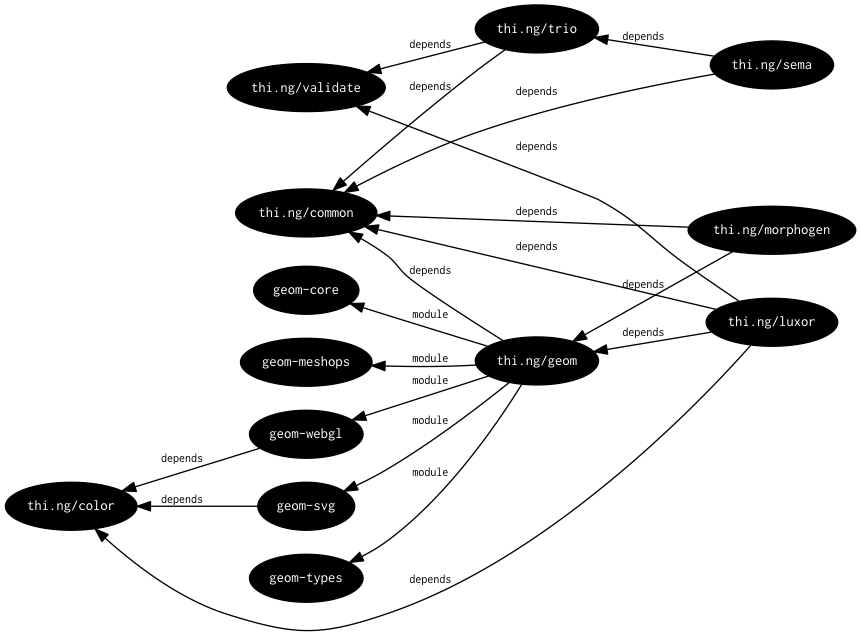 thi.ng/trio
depends
depends
thi.ng/sema
thi.ng/validate
depends
depends
depends
thi.ng/common
depends
thi.ng/morphogen
depends
depends
geom-core
depends
module
thi.ng/luxor
depends
geom-meshops
module
thi.ng/geom
module
module
geom-webgl
depends
module
thi.ng/color
depends
geom-svg
geom-types
depends